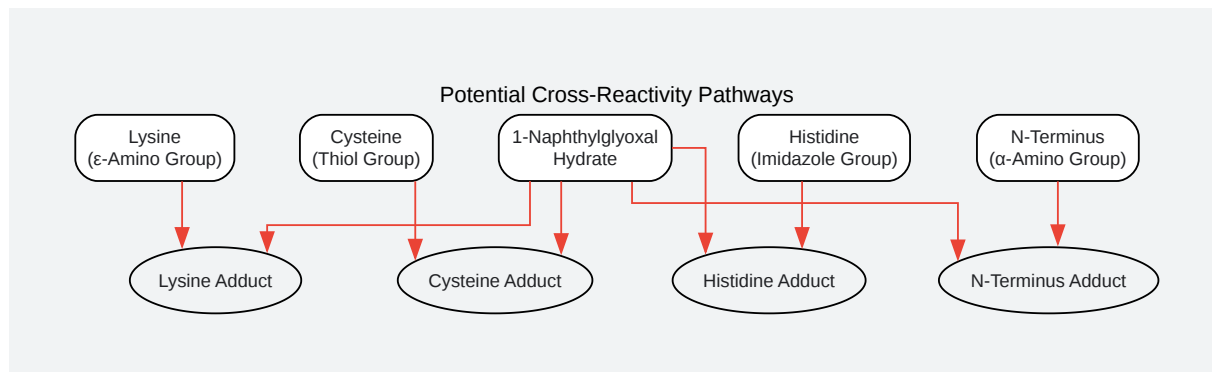 Potential Cross-Reactivity Pathways
Lysine
(ε-Amino Group)
Cysteine
(Thiol Group)
1-Naphthylglyoxal
Hydrate
Histidine
(Imidazole Group)
N-Terminus
(α-Amino Group)
Lysine Adduct
Cysteine Adduct
Histidine Adduct
N-Terminus Adduct